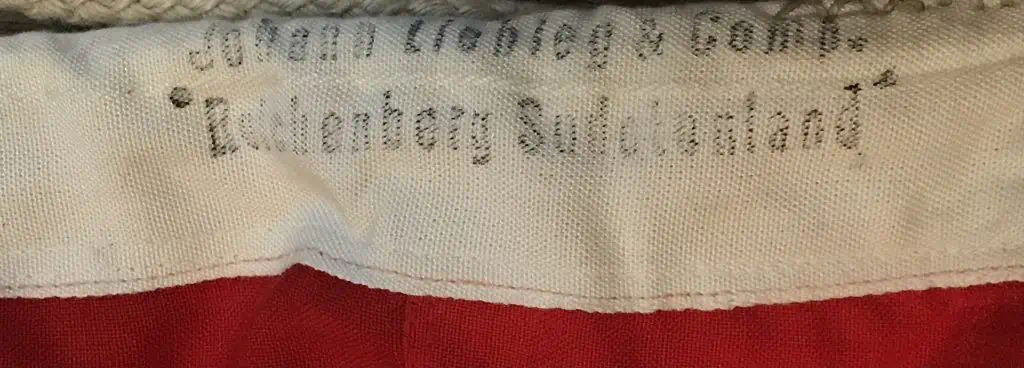 Johann Liebieg & Comp.
Reichenberg Sudetenland